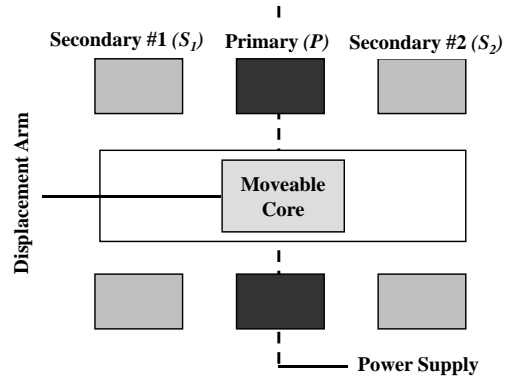 Secondary #1 (S1) Primary (P) Secondary #2 (S2)
Displacement Arm
Moveable
Core
Power Supply